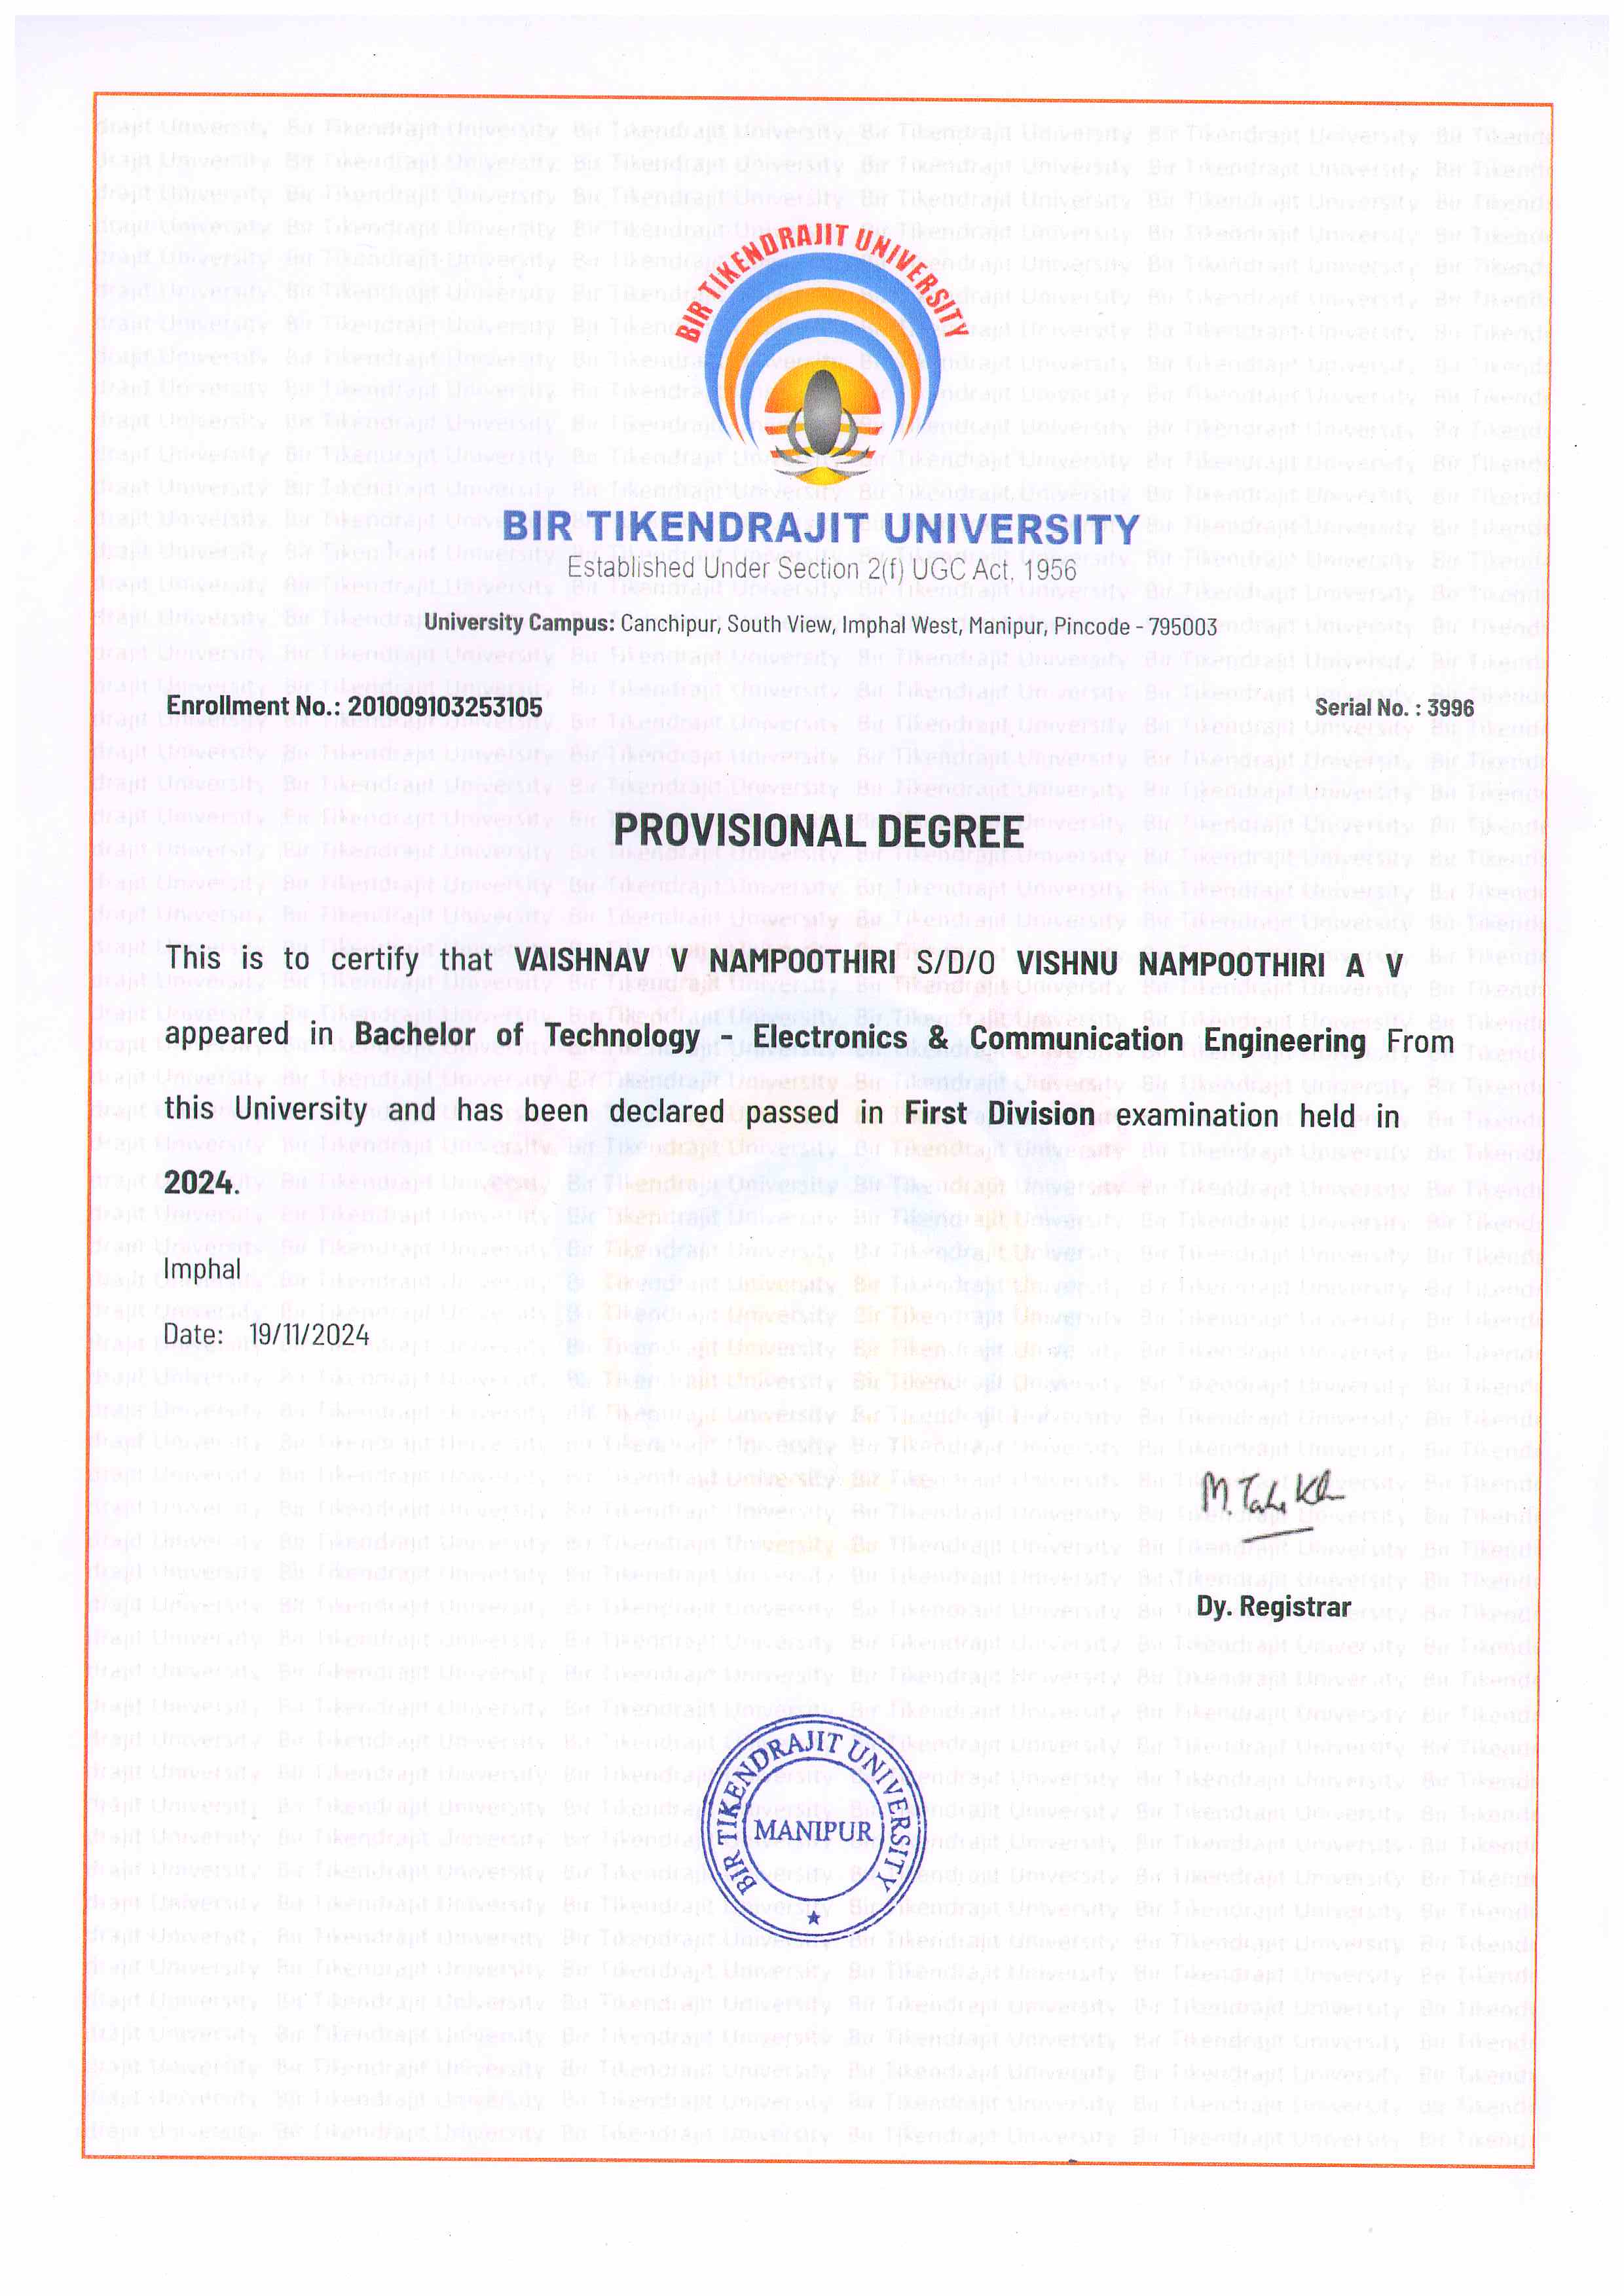 BIR TIKENDRAJIT UNIVERSITY
BIR TIKENDRAJIT UNIVERSITY
Established Under Section 2(f) UGC Act, 1956
University Campus: Canchipur, South View, Imphal West, Manipur, Pincode - 795003
Enrollment No.: 201009103253105 Serial No. : 3996
PROVISIONAL DEGREE
This is to certify that VAISHNAV V NAMPOOTHIRI S/D/O VISHNU NAMPOOTHIRI A V
appeared in Bachelor of Technology - Electronics & Communication Engineering From
this University and has been declared passed in First Division examination held in
2024.
Imphal
Date: 19/11/2024
Dy. Registrar
BIR TIKENDRAJIT UNIVERSITY
MANIPUR